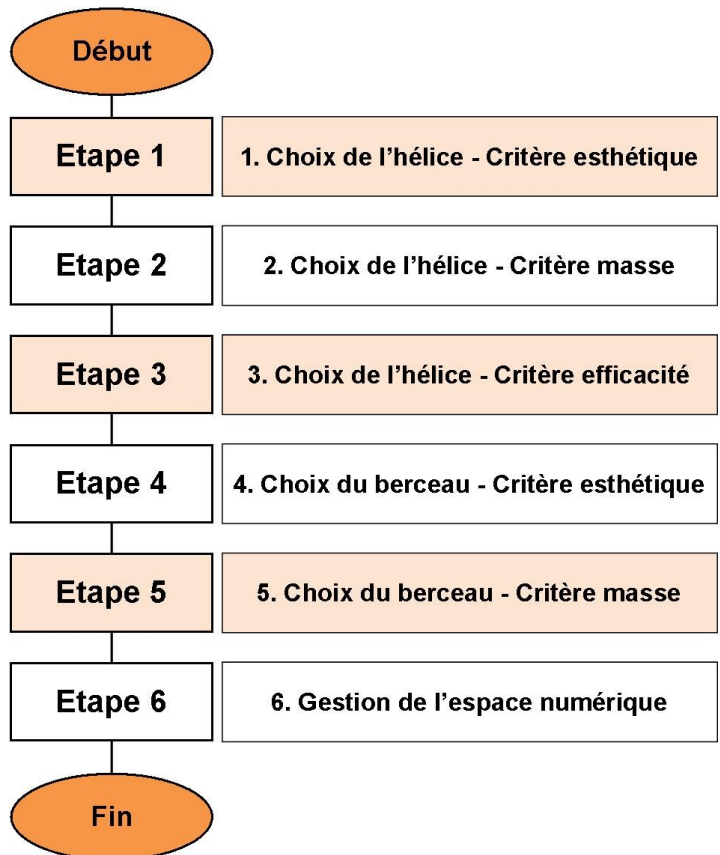 Début
Etape 1
1. Choix de l’hélice - Critère esthétique
Etape 2
2. Choix de l’hélice - Critère masse
Etape 3
3. Choix de l’hélice - Critère efficacité
Etape 4
4. Choix du berceau - Critère esthétique
Etape 5
5. Choix du berceau - Critère masse
Etape 6
6. Gestion de l’espace numérique
Fin